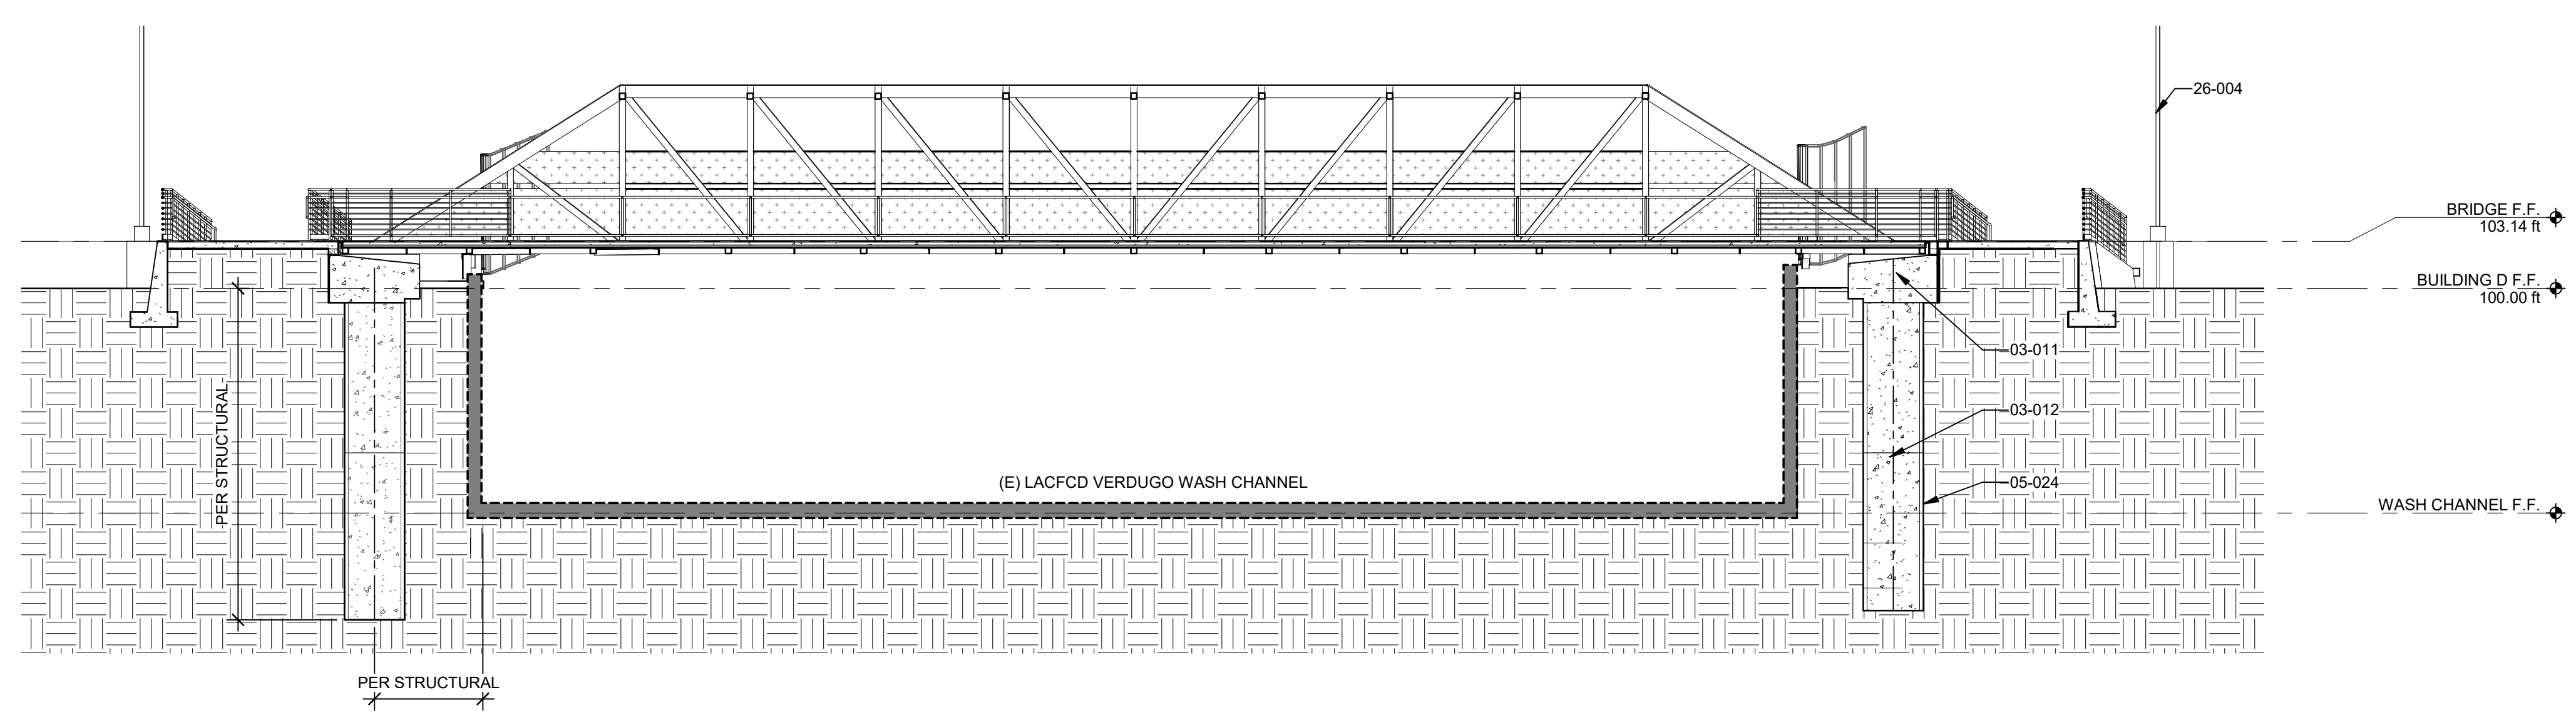 26-004
BRIDGE F.F.
103.14 ft
BUILDING D F.F.
100.00 ft
03-011
03-012
PER STRUCTURAL
(E) LACFCD VERDUGO WASH CHANNEL
05-024
WASH CHANNEL F.F.
PER STRUCTURAL